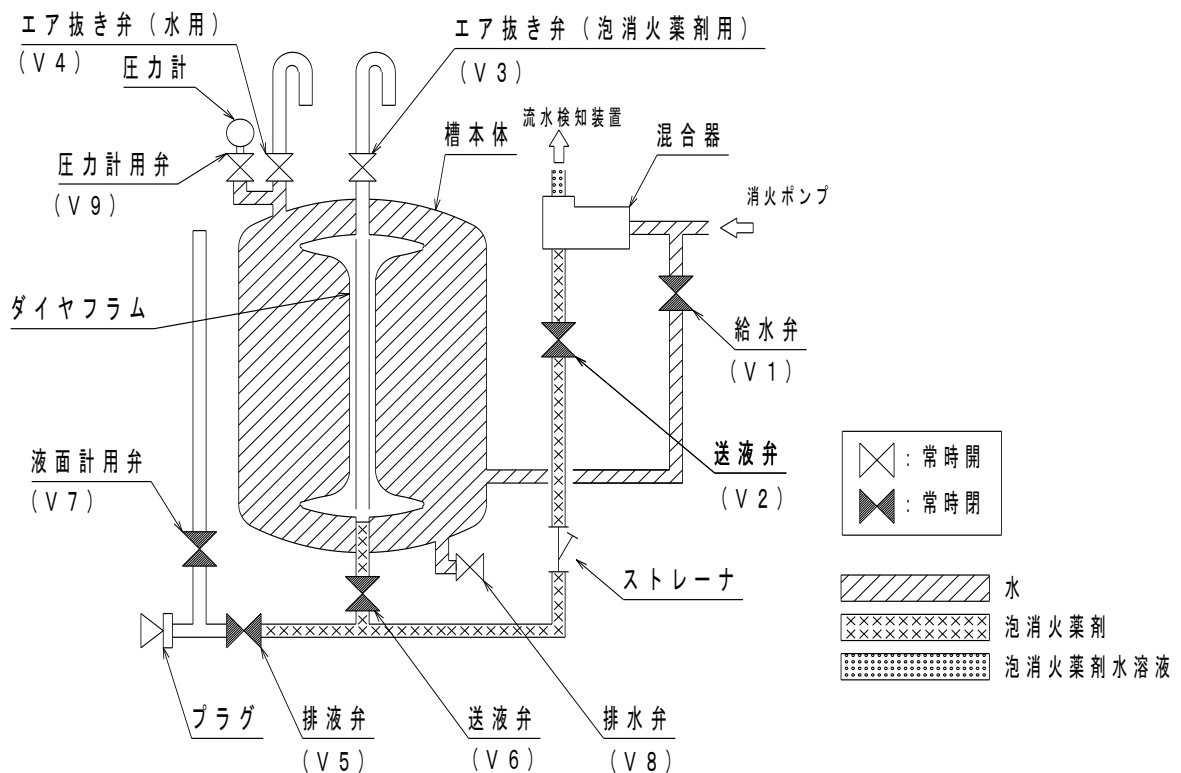 エア抜き弁（水用）
（V4）
圧力計
圧力計用弁
（V9）
エア抜き弁（泡消火薬剤用）
（V3）
槽本体
流水検知装置
混合器
消火ポンプ
ダイヤフラム
給水弁
（V1）
送液弁
（V2）
液面計用弁
（V7）
ストレーナ
プラグ
排液弁
（V5）
送液弁
（V6）
排水弁
（V8）
：常時開
：常時閉
水
泡消火薬剤
泡消火薬剤水溶液